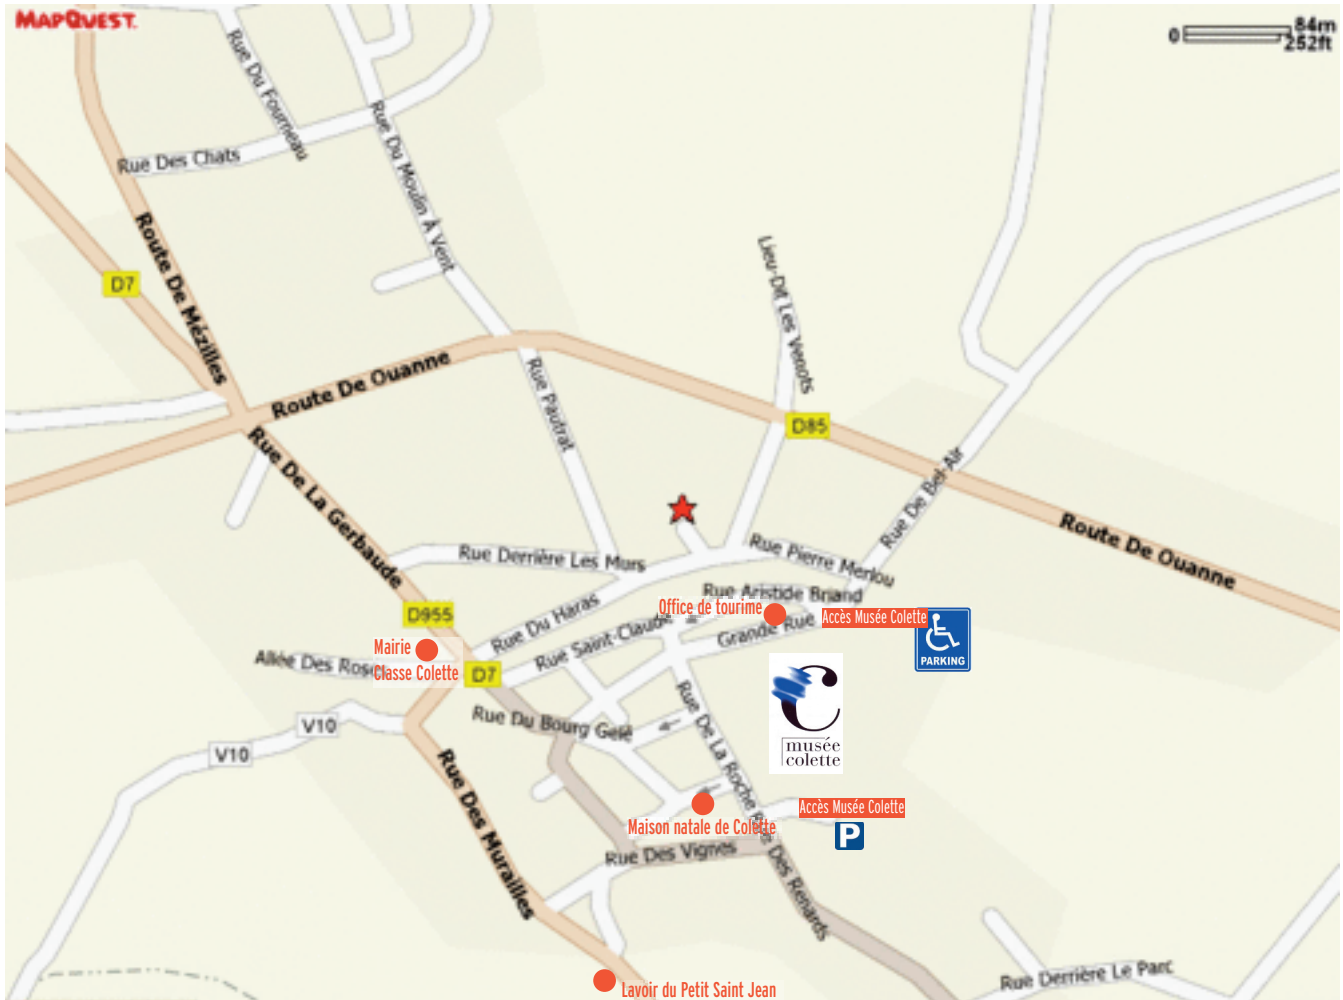 MAPQUEST.
0 84m
252ft
Rue Du Fourneau
Rue Des Chats
Rue Du Moulin À Vent
Route De Mézilles
D7
Lieu-Dit Les Venots
Route De Ouanne
Rue Pautrat
D85
Rue De La Gerbaude
Rue De Bel-Air
Route De Ouanne
Rue Derrière Les Murs
Rue Pierre Merlou
Rue Aristide Briand
D955
Rue Du Haras
Office de tourime
Accès Musée Colette
Grande Rue
Rue Saint-Claude
Mairie
Classe Colette
Allée Des Roses
D7
PARKING
Rue Du Bourg Gelé
V10
V10
Rue De La Roche
musée
colette
Rue Des Murailles
Accès Musée Colette
P
Maison natale de Colette
Rue Des Vignes
Rue Des Renards
Rue Derrière Le Parc
Lavoir du Petit Saint Jean